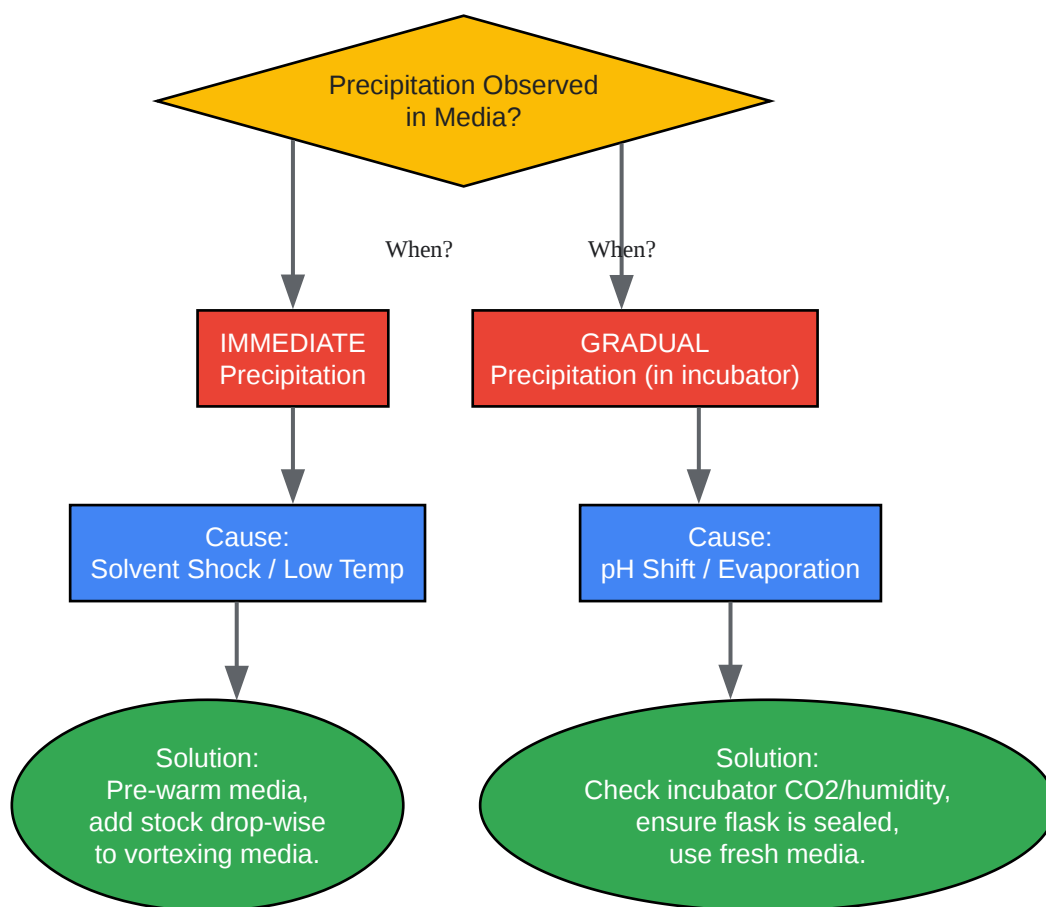 Precipitation Observed
in Media?
When?
When?
IMMEDIATE
Precipitation
GRADUAL
Precipitation (in incubator)
Cause:
Solvent Shock / Low Temp
Cause:
pH Shift / Evaporation
Solution:
Pre-warm media,
add stock drop-wise
to vortexing media.
Solution:
Check incubator CO2/humidity,
ensure flask is sealed,
use fresh media.